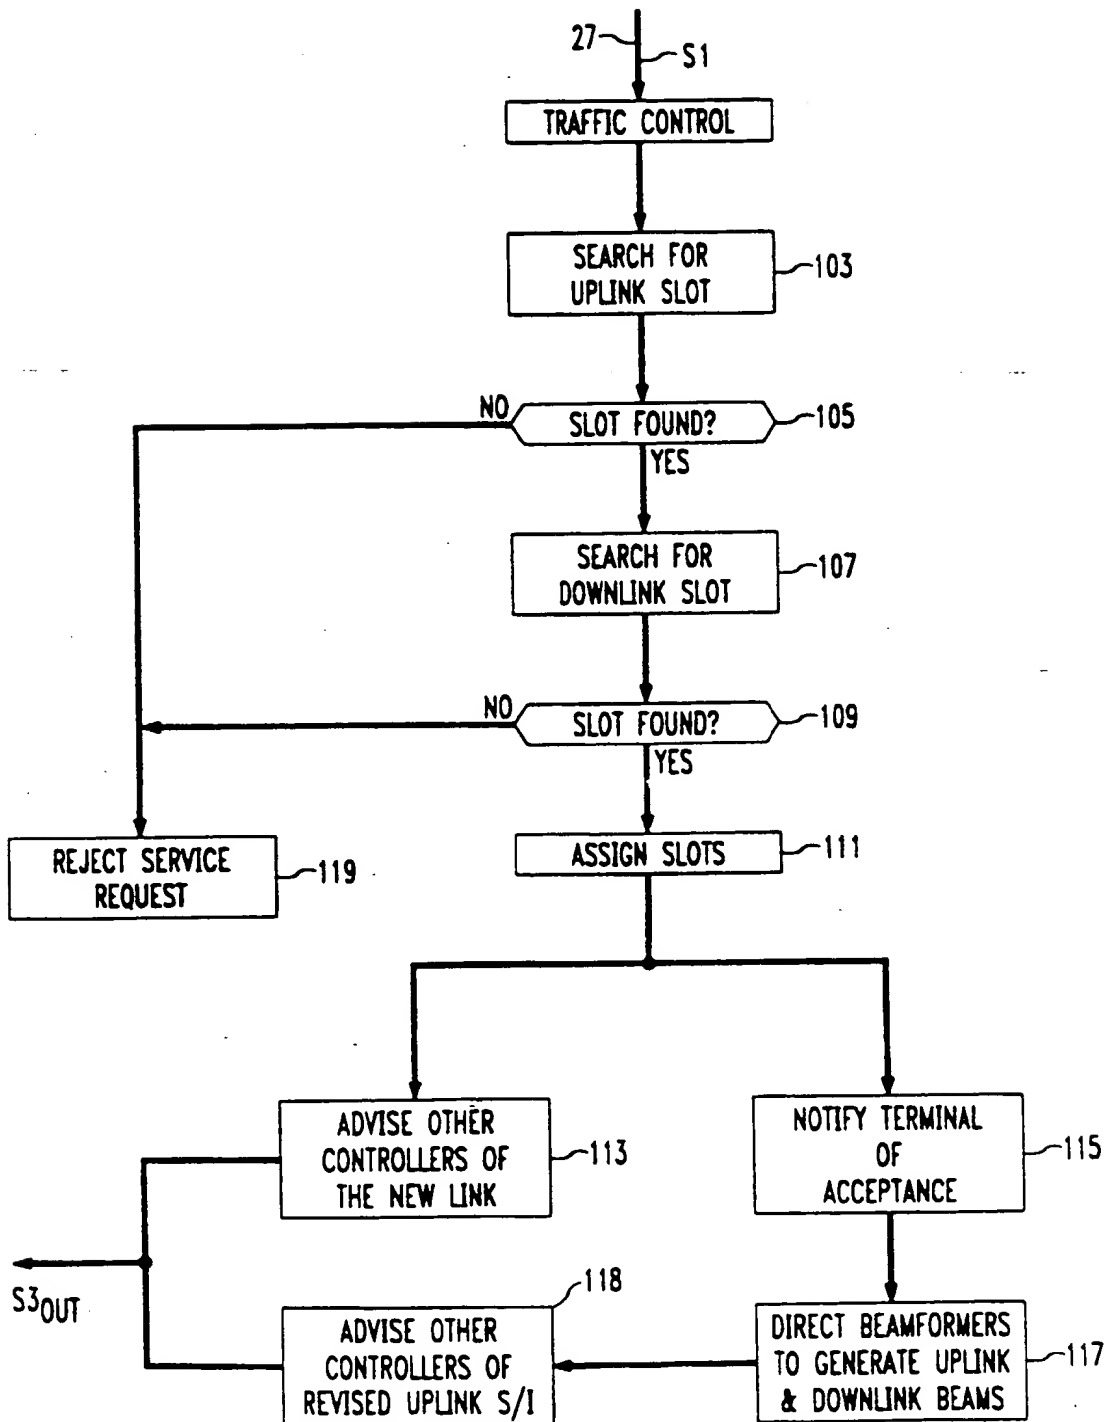 27
S1
TRAFFIC CONTROL
SEARCH FOR
UPLINK SLOT
103
NO
SLOT FOUND?
105
YES
SEARCH FOR
DOWNLINK SLOT
107
NO
SLOT FOUND?
109
YES
REJECT SERVICE
REQUEST
119
ASSIGN SLOTS
111
ADVISE OTHER
CONTROLLERS OF
THE NEW LINK
113
NOTIFY TERMINAL
OF
ACCEPTANCE
115
S3OUT
118
ADVISE OTHER
CONTROLLERS OF
REVISED UPLINK S/I
DIRECT BEAMFORMERS
TO GENERATE UPLINK
& DOWNLINK BEAMS
117